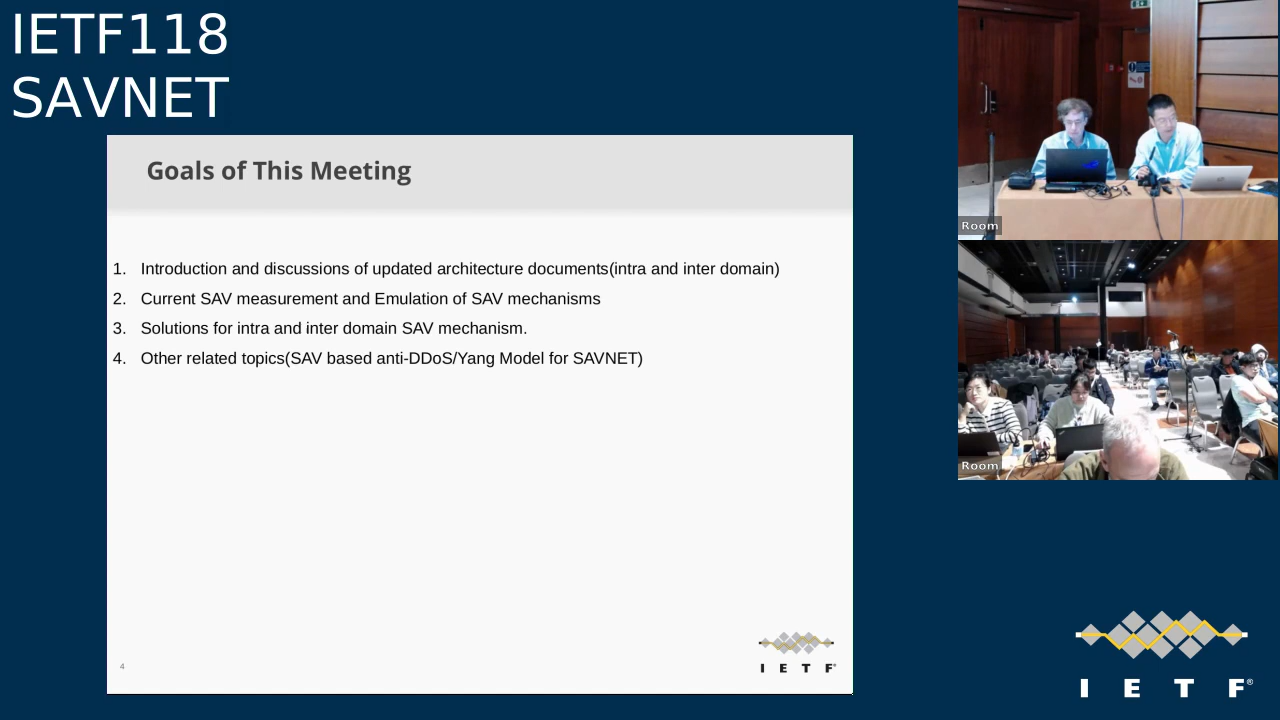 IETF118
SAVNET
Goals of This Meeting
1. Introduction and discussions of updated architecture documents(intra and inter domain)
2. Current SAV measurement and Emulation of SAV mechanisms
3. Solutions for intra and inter domain SAV mechanism.
4. Other related topics(SAV based anti-DDoS/Yang Model for SAVNET)
4
I E T F®
Room
Room
I E T F®